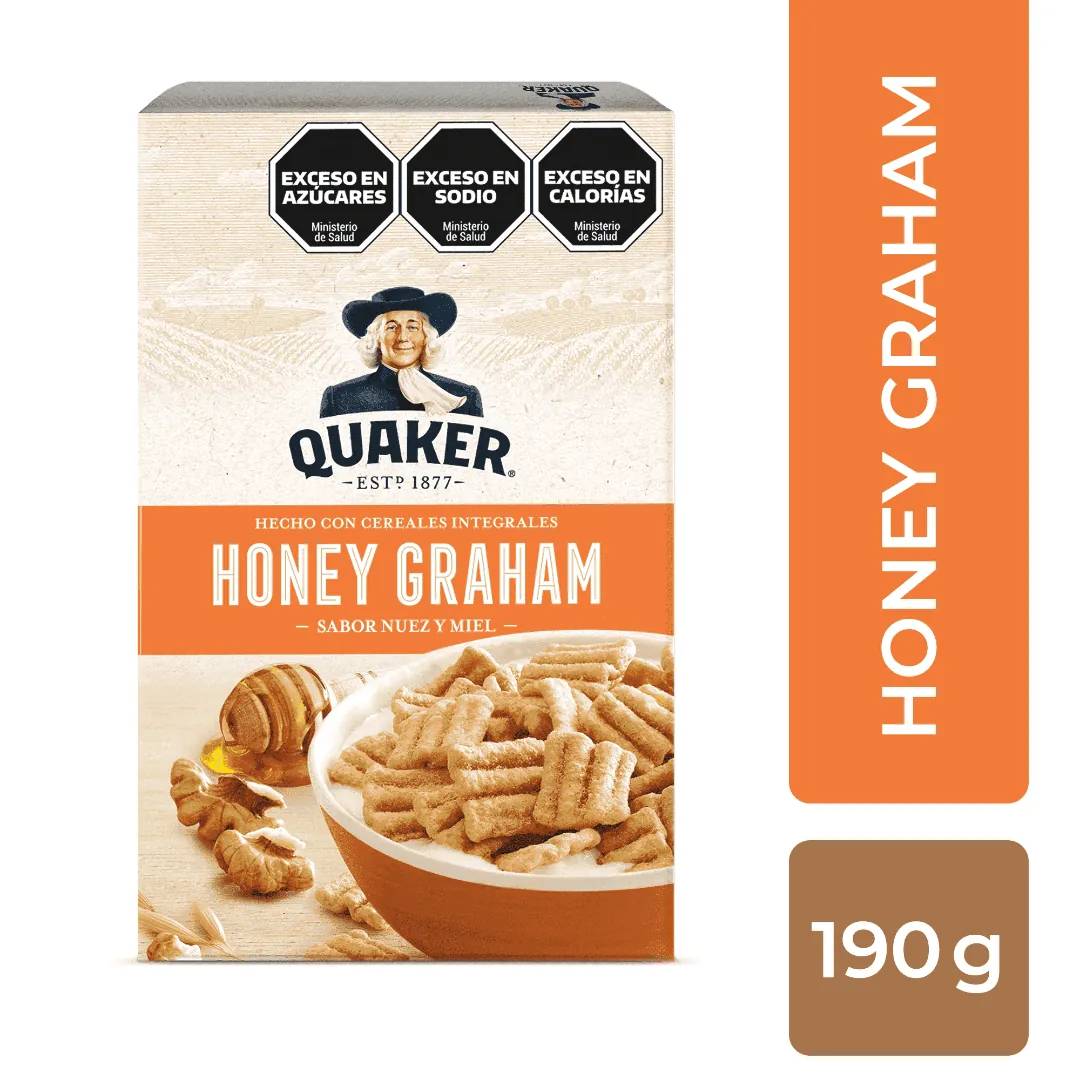 QUAKER
EXCESO EN
AZÚCARES
Ministerio
de Salud
EXCESO EN
SODIO
Ministerio
de Salud
EXCESO EN
CALORÍAS
Ministerio
de Salud
QUAKER®
-ESTD 1877-
HECHO CON CEREALES INTEGRALES
HONEY GRAHAM
— SABOR NUEZ Y MIEL —
HONEY GRAHAM
190 g